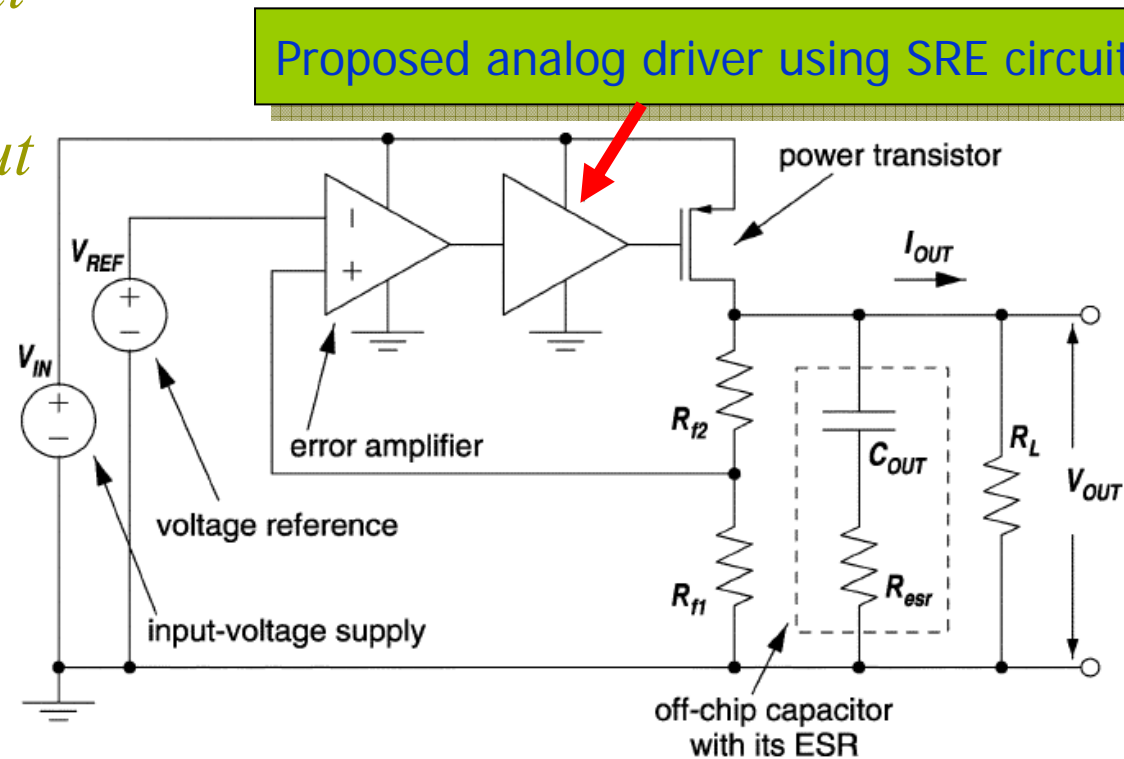 Proposed analog driver using SRE circuit
power transistor
I_OUT
V_REF
+
−
V_IN
+
−
−
+
error amplifier
voltage reference
input-voltage supply
R_f2
R_f1
C_OUT
R_esr
R_L
V_OUT
off-chip capacitor
with its ESR